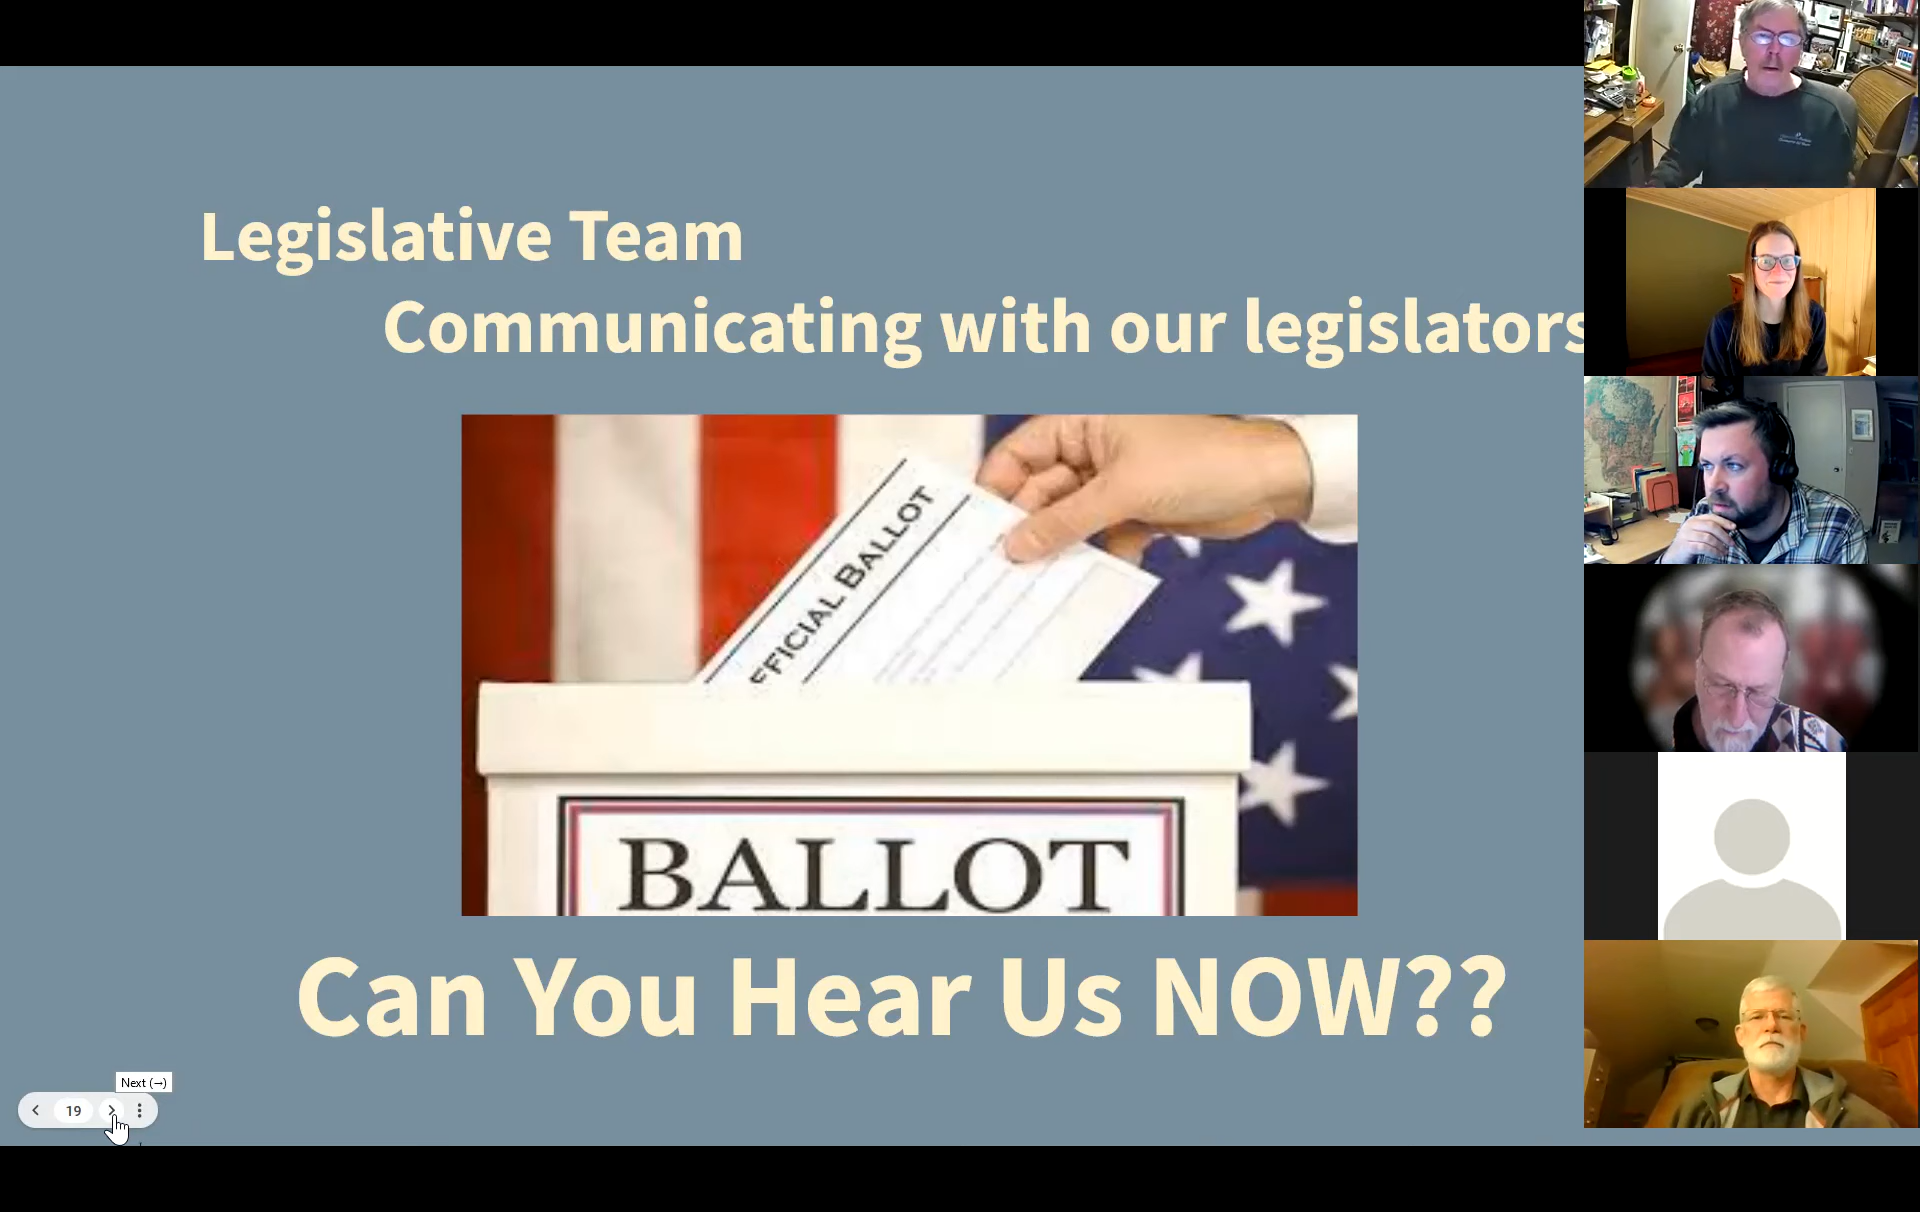 Legislative Team
Communicating with our legislators
FFICIAL BALLOT
BALLOT
Can You Hear Us NOW??
Next (→)
19